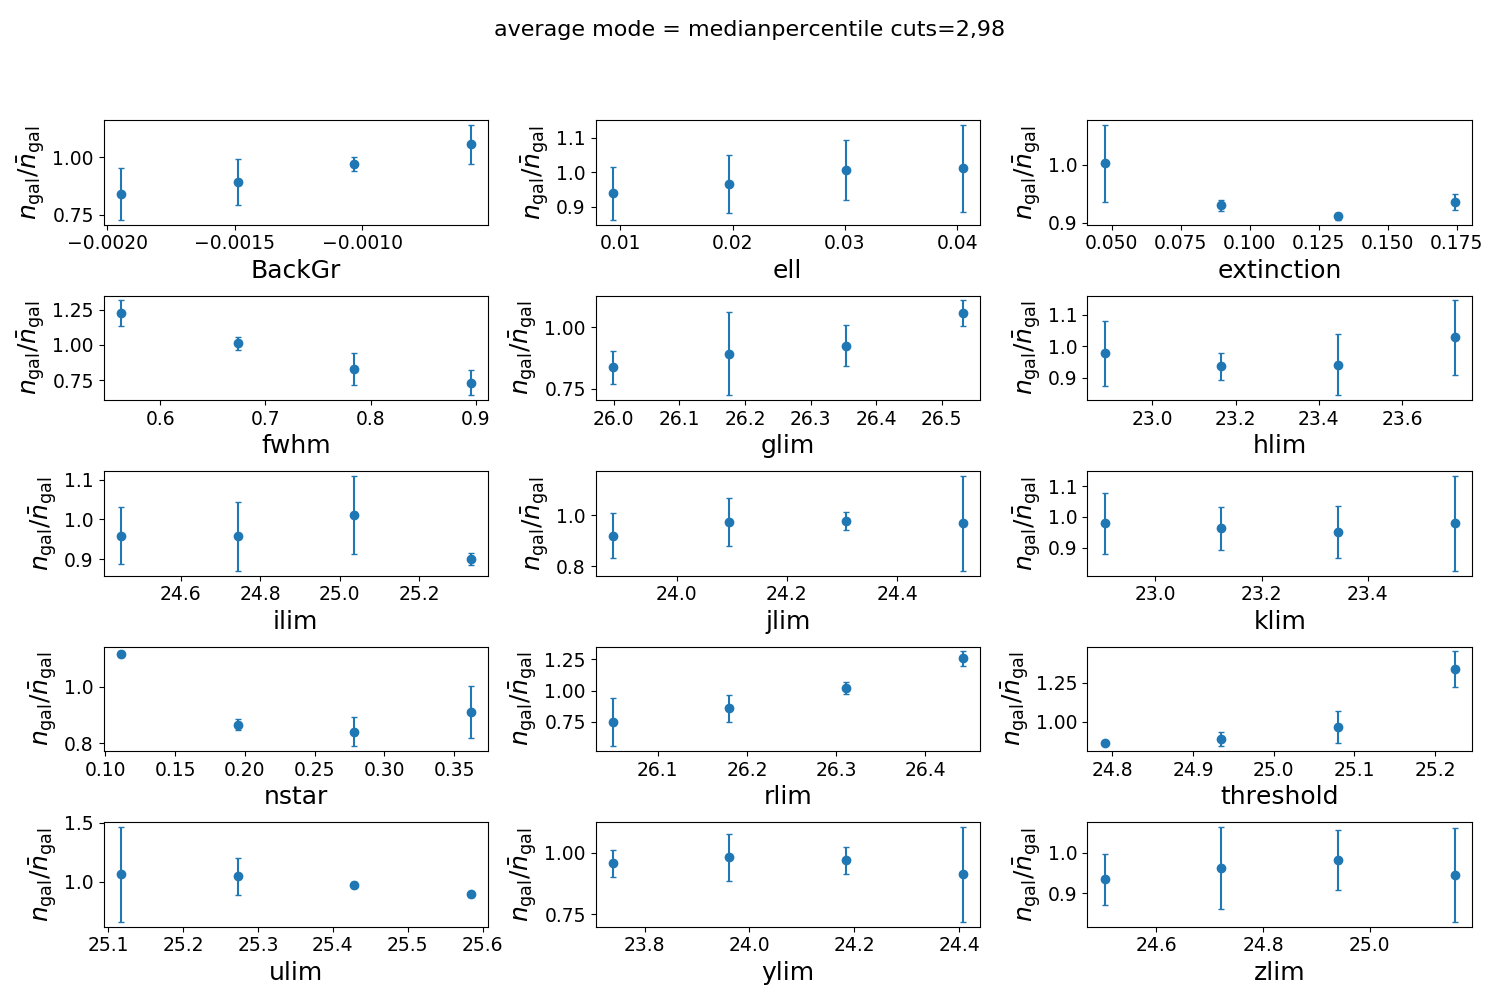 average mode = medianpercentile cuts=2,98
n_gal/n̄_gal
1.00
0.75
−0.0020 −0.0015 −0.0010
BackGr
n_gal/n̄_gal
1.1
1.0
0.9
0.01 0.02 0.03 0.04
ell
n_gal/n̄_gal
1.0
0.9
0.050 0.075 0.100 0.125 0.150 0.175
extinction
n_gal/n̄_gal
1.25
1.00
0.75
0.6 0.7 0.8 0.9
fwhm
n_gal/n̄_gal
1.00
0.75
26.0 26.1 26.2 26.3 26.4 26.5
glim
n_gal/n̄_gal
1.1
1.0
0.9
23.0 23.2 23.4 23.6
hlim
n_gal/n̄_gal
1.1
1.0
0.9
24.6 24.8 25.0 25.2
ilim
n_gal/n̄_gal
1.0
0.8
24.0 24.2 24.4
jlim
n_gal/n̄_gal
1.1
1.0
0.9
23.0 23.2 23.4
klim
n_gal/n̄_gal
1.0
0.8
0.10 0.15 0.20 0.25 0.30 0.35
nstar
n_gal/n̄_gal
1.25
1.00
0.75
26.1 26.2 26.3 26.4
rlim
n_gal/n̄_gal
1.25
1.00
24.8 24.9 25.0 25.1 25.2
threshold
n_gal/n̄_gal
1.5
1.0
25.1 25.2 25.3 25.4 25.5 25.6
ulim
n_gal/n̄_gal
1.00
0.75
23.8 24.0 24.2 24.4
ylim
n_gal/n̄_gal
1.0
0.9
24.6 24.8 25.0
zlim